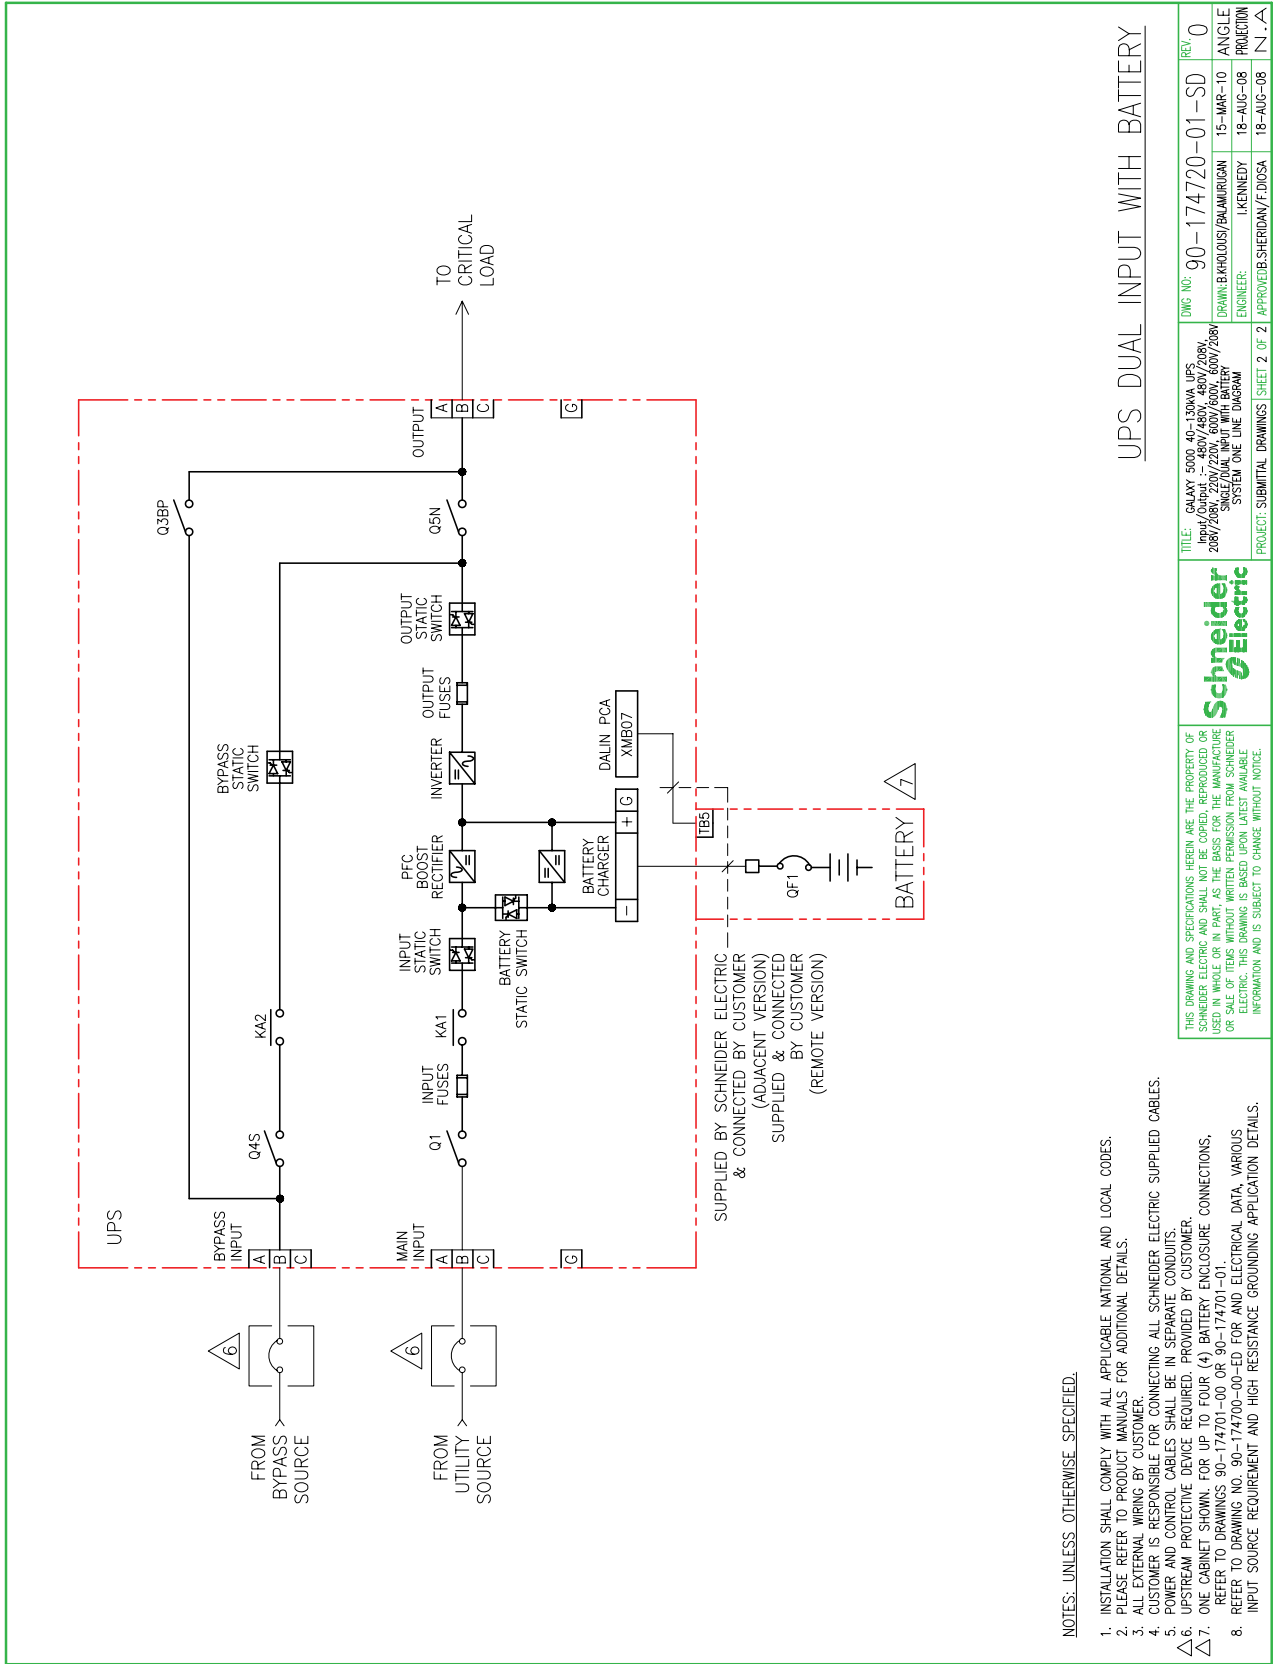 UPS
Q3BP
BYPASS
INPUT
A
B
C
Q4S
KA2
BYPASS
STATIC
SWITCH
6
FROM
BYPASS
SOURCE
MAIN
INPUT
A
B
C
G
Q1
INPUT
FUSES
KA1
INPUT
STATIC
SWITCH
PFC
BOOST
RECTIFIER
INVERTER
OUTPUT
FUSES
OUTPUT
STATIC
SWITCH
Q5N
OUTPUT
A
B
C
G
TO
CRITICAL
LOAD
6
FROM
UTILITY
SOURCE
BATTERY
STATIC SWITCH
BATTERY
CHARGER
- + G
DALIN PCA
XMB07
TB5
QF1
BATTERY
7
SUPPLIED BY SCHNEIDER ELECTRIC
& CONNECTED BY CUSTOMER
(ADJACENT VERSION)
SUPPLIED & CONNECTED
BY CUSTOMER
(REMOTE VERSION)
UPS DUAL INPUT WITH BATTERY
NOTES: UNLESS OTHERWISE SPECIFIED.
1. INSTALLATION SHALL COMPLY WITH ALL APPLICABLE NATIONAL AND LOCAL CODES.
2. PLEASE REFER TO PRODUCT MANUALS FOR ADDITIONAL DETAILS.
3. ALL EXTERNAL WIRING BY CUSTOMER.
4. CUSTOMER IS RESPONSIBLE FOR CONNECTING ALL SCHNEIDER ELECTRIC SUPPLIED CABLES.
5. POWER AND CONTROL CABLES SHALL BE IN SEPARATE CONDUITS.
6. UPSTREAM PROTECTIVE DEVICE REQUIRED. PROVIDED BY CUSTOMER.
7. ONE CABINET SHOWN. FOR UP TO FOUR (4) BATTERY ENCLOSURE CONNECTIONS,
REFER TO DRAWINGS 90-174701-00 OR 90-174701-01.
8. REFER TO DRAWING NO. 90-174700-00-ED FOR AND ELECTRICAL DATA, VARIOUS
INPUT SOURCE REQUIREMENT AND HIGH RESISTANCE GROUNDING APPLICATION DETAILS.
THIS DRAWING AND SPECIFICATIONS HEREIN ARE THE PROPERTY OF
SCHNEIDER ELECTRIC AND SHALL NOT BE COPIED, REPRODUCED OR
USED IN WHOLE OR IN PART, AS THE BASIS FOR THE MANUFACTURE
OR SALE OF ITEMS WITHOUT WRITTEN PERMISSION FROM SCHNEIDER
ELECTRIC. THIS DRAWING IS BASED UPON LATEST AVAILABLE
INFORMATION AND IS SUBJECT TO CHANGE WITHOUT NOTICE.
Schneider
Electric
TITLE: GALAXY 5000 40-130kVA UPS
Input/Output :- 480V/480V, 480V/208V,
208V/208V, 220V/220V, 600V/600V, 600V/208V
SINGLE/DUAL INPUT WITH BATTERY
SYSTEM ONE LINE DIAGRAM
PROJECT: SUBMITTAL DRAWINGS SHEET 2 OF 2
DWG NO: 90-174720-01-SD REV: 0
DRAWN: B.KHOLOUSI/BALAMURUGAN 15-MAR-10 ANGLE
ENGINEER: I.KENNEDY 18-AUG-08 PROJECTION
APPROVED B.SHERIDAN/F.DIOSA 18-AUG-08 N.A